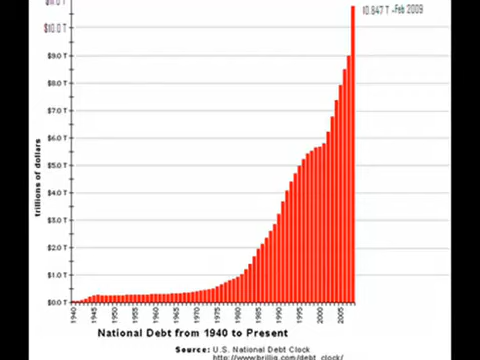 $11.0 T
10.847 T -Feb 2009
$10.0 T
$9.0 T
$8.0 T
$7.0 T
$6.0 T
$5.0 T
$4.0 T
$3.0 T
$2.0 T
$1.0 T
$0.0 T
trillions of dollars
1940
1945
1950
1955
1960
1965
1970
1975
1980
1985
1990
1995
2000
2005
National Debt from 1940 to Present
Source: U.S. National Debt Clock
http://www.brillig.com/debt_clock/